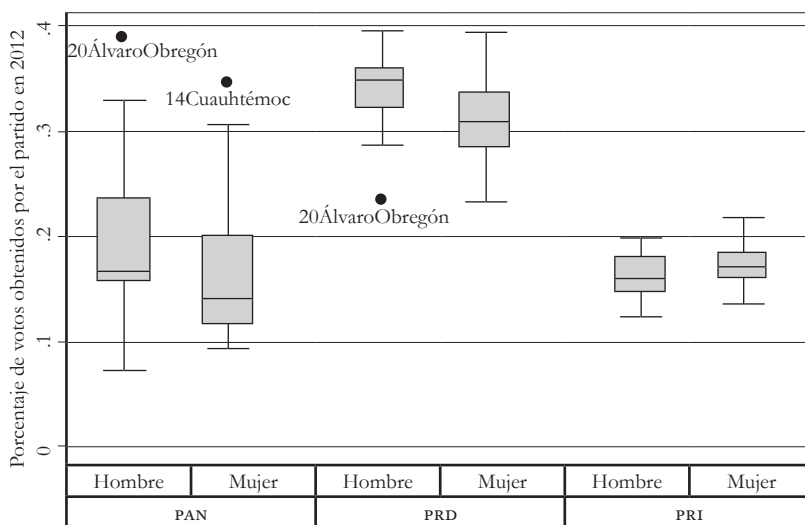 Porcentaje de votos obtenidos por el partido en 2012
.4
.3
.2
.1
0
20ÁlvaroObregón
14Cuauhtémoc
20ÁlvaroObregón
Hombre Mujer Hombre Mujer Hombre Mujer
PAN PRD PRI